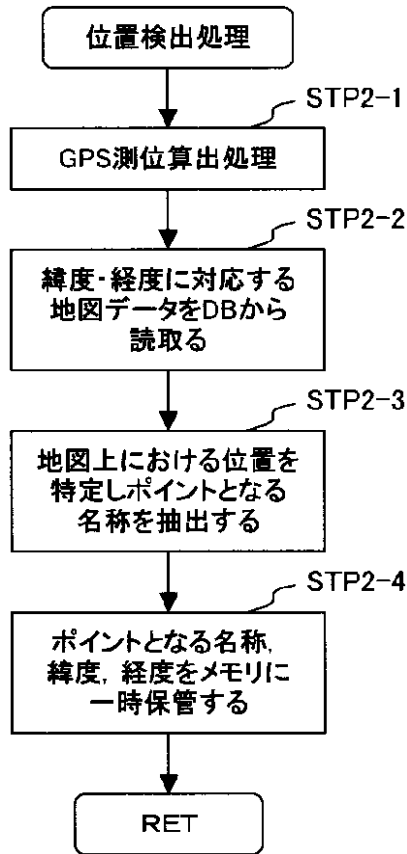 位置検出処理
STP2-1
GPS測位算出処理
STP2-2
緯度・経度に対応する
地図データをDBから
読取る
STP2-3
地図上における位置を
特定しポイントとなる
名称を抽出する
STP2-4
ポイントとなる名称,
緯度, 経度をメモリに
一時保管する
RET